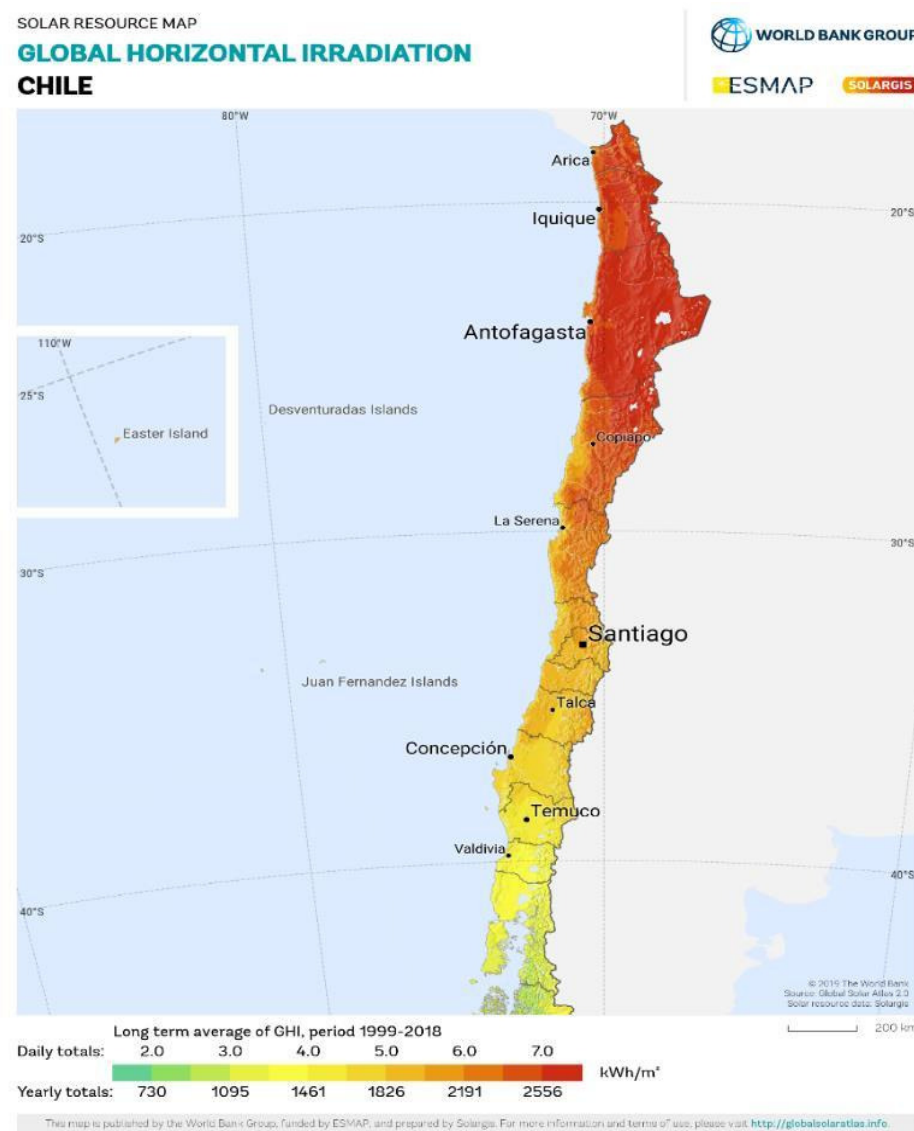 SOLAR RESOURCE MAP
GLOBAL HORIZONTAL IRRADIATION
CHILE
WORLD BANK GROUP
ESMAP
SOLARGIS
80°W
70°W
Arica
20°S
Iquique
20°S
Antofagasta
110°W
25°S
Desventuradas Islands
Easter Island
Copiapo
La Serena
30°S
30°S
Santiago
Juan Fernandez Islands
Talca
Concepción
Temuco
Valdivia
40°S
40°S
© 2019 The World Bank
Source: Global Solar Atlas 2.0
Solar resource data: Solargis
200 km
Long term average of GHI, period 1999-2018
Daily totals: 2.0 3.0 4.0 5.0 6.0 7.0
kWh/m²
Yearly totals: 730 1095 1461 1826 2191 2556
This map is published by the World Bank Group, funded by ESMAP, and prepared by Solargis. For more information and terms of use, please visit http://globalsolaratlas.info.